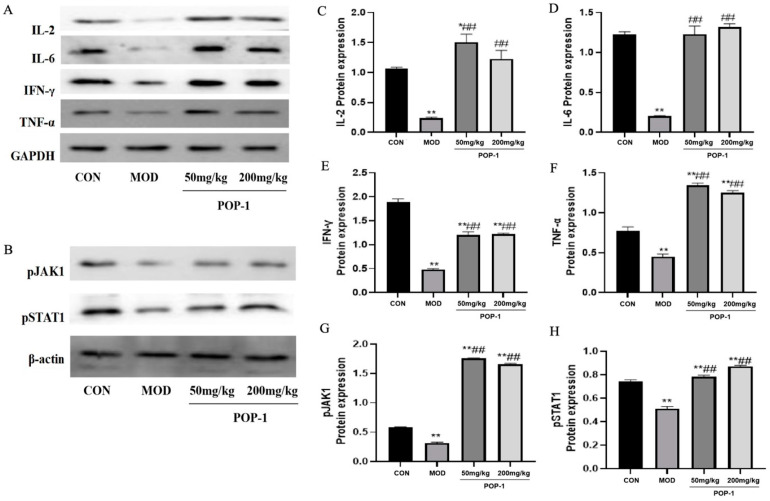 A
IL-2
IL-6
IFN-γ
TNF-α
GAPDH
CON MOD 50mg/kg 200mg/kg
POP-1
B
pJAK1
pSTAT1
β-actin
CON MOD 50mg/kg 200mg/kg
POP-1
C
IL-2 Protein expression
2.0
1.5
1.0
0.5
0.0
** *## ##
CON MOD 50mg/kg 200mg/kg
POP-1
D
IL-6 Protein expression
1.5
1.0
0.5
0.0
** ## ##
CON MOD 50mg/kg 200mg/kg
POP-1
E
IFN-γ
Protein expression
2.5
2.0
1.5
1.0
0.5
0.0
** **## **##
CON MOD 50mg/kg 200mg/kg
POP-1
F
TNF-α
Protein expression
1.5
1.0
0.5
0.0
** **## **##
CON MOD 50mg/kg 200mg/kg
POP-1
G
pJAK1
Protein expression
2.0
1.5
1.0
0.5
0.0
** **## **##
CON MOD 50mg/kg 200mg/kg
POP-1
H
pSTAT1
Protein expression
1.0
0.8
0.6
0.4
0.2
0.0
** **## **##
CON MOD 50mg/kg 200mg/kg
POP-1